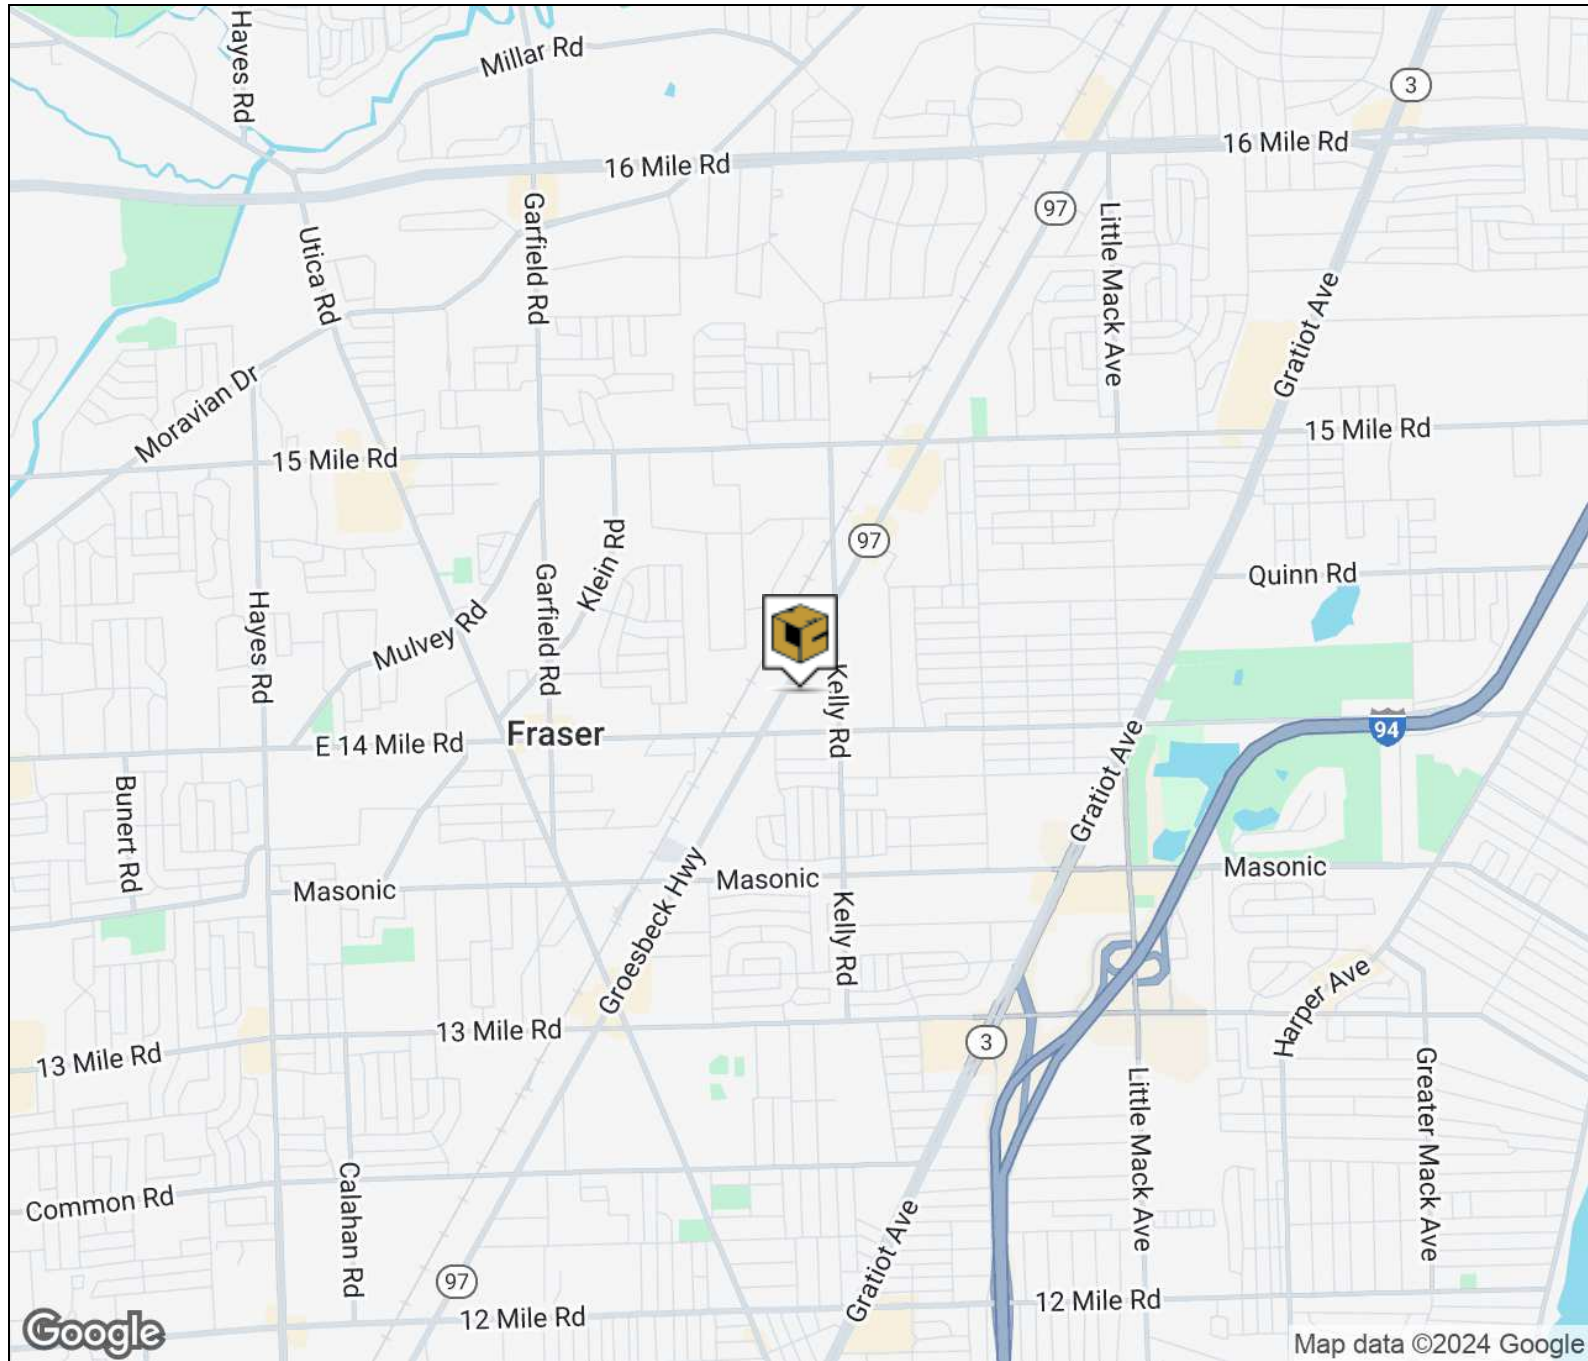 Hayes Rd
Millar Rd
3
16 Mile Rd
16 Mile Rd
97
Garfield Rd
Utica Rd
Little Mack Ave
Gratiot Ave
Moravian Dr
15 Mile Rd
15 Mile Rd
97
Klein Rd
Quinn Rd
Garfield Rd
Hayes Rd
Mulvey Rd
Kelly Rd
Fraser
E 14 Mile Rd
94
Gratiot Ave
Bunert Rd
Masonic
Masonic
Masonic
Groesbeck Hwy
Kelly Rd
Harper Ave
13 Mile Rd
3
13 Mile Rd
Little Mack Ave
Greater Mack Ave
Common Rd
Calahan Rd
Gratiot Ave
97
12 Mile Rd
12 Mile Rd
Google
Map data ©2024 Google